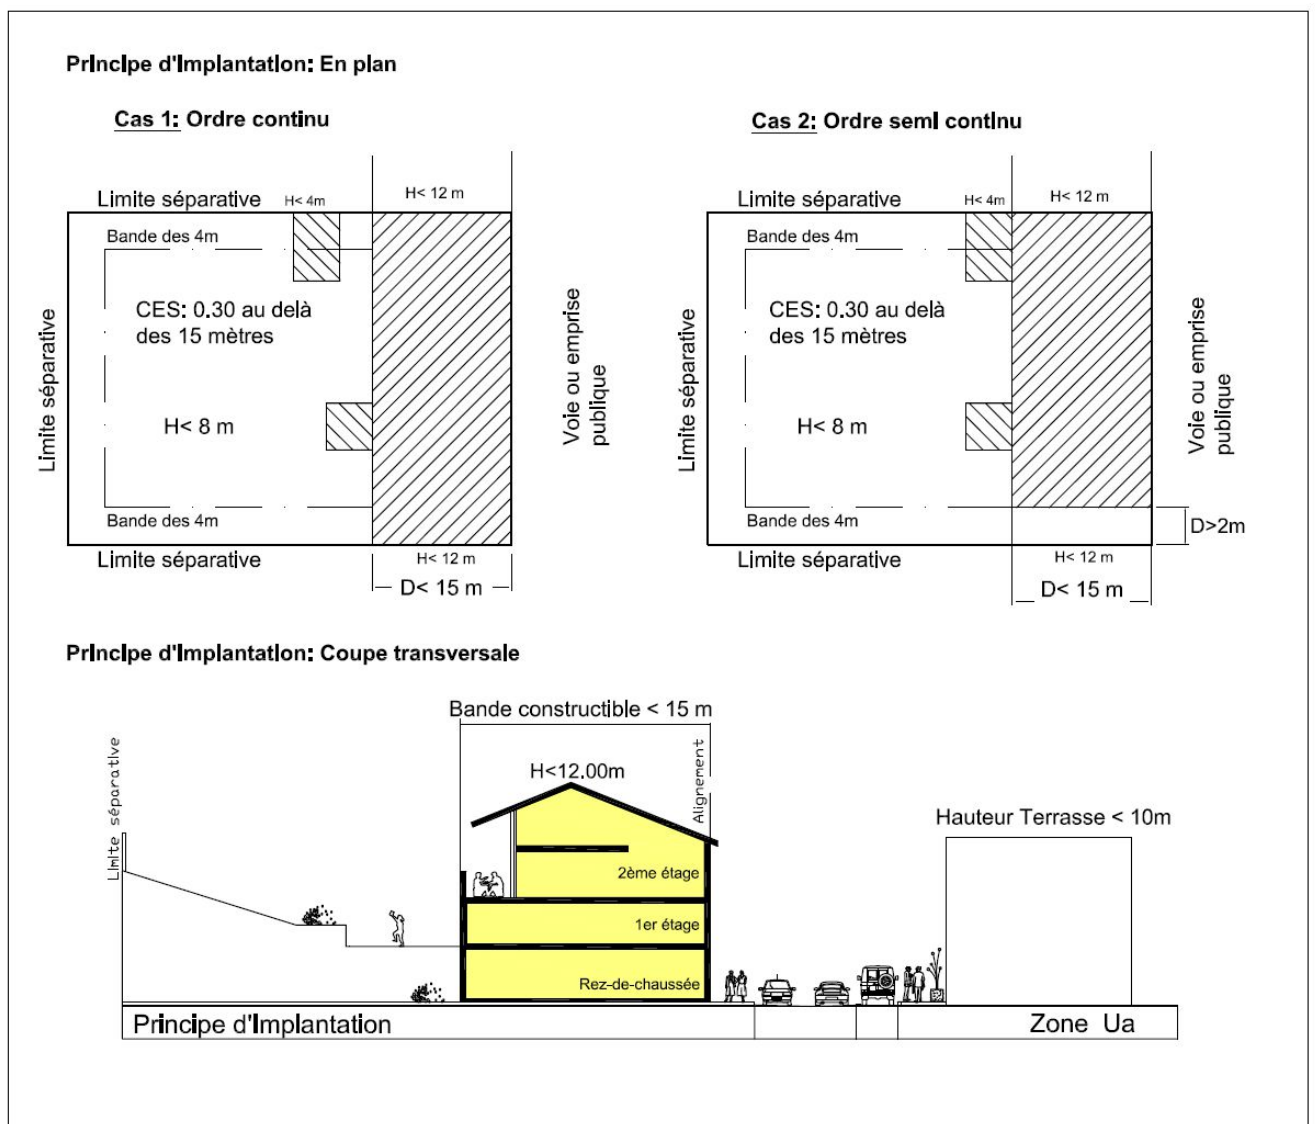 Principe d'Implantation: En plan
Cas 1: Ordre continu
Limite séparative
H< 4m
H< 12 m
Bande des 4m
CES: 0.30 au delà
des 15 mètres
H< 8 m
Limite séparative
Voie ou emprise
publique
Bande des 4m
Limite séparative
H< 12 m
D< 15 m
Cas 2: Ordre semi continu
Limite séparative
H< 4m
H< 12 m
Bande des 4m
CES: 0.30 au delà
des 15 mètres
H< 8 m
Limite séparative
Voie ou emprise
publique
Bande des 4m
D>2m
Limite séparative
H< 12 m
D< 15 m
Principe d'Implantation: Coupe transversale
Bande constructible < 15 m
Limite séparative
H<12.00m
Alignement
Hauteur Terrasse < 10m
2ème étage
1er étage
Rez-de-chaussée
Principe d'Implantation
Zone Ua